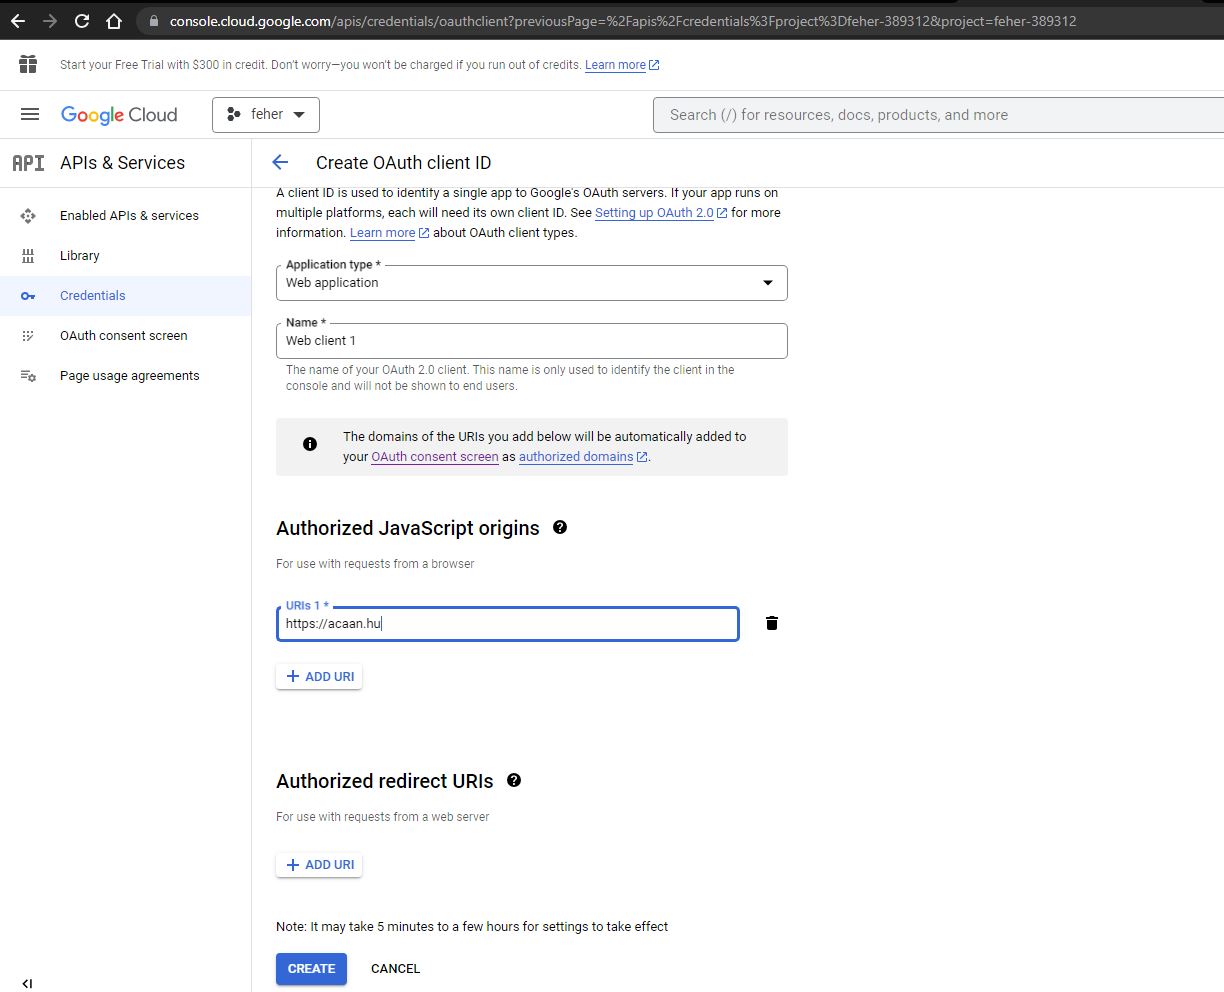 console.cloud.google.com/apis/credentials/oauthclient?previousPage=%2Fapis%2Fcredentials%3Fproject%3Dfeher-389312&project=feher-389312
Start your Free Trial with $300 in credit. Don't worry—you won't be charged if you run out of credits. Learn more
Google Cloud
feher
Search (/) for resources, docs, products, and more
API
APIs & Services
Create OAuth client ID
Enabled APIs & services
Library
Credentials
OAuth consent screen
Page usage agreements
A client ID is used to identify a single app to Google's OAuth servers. If your app runs on
multiple platforms, each will need its own client ID. See Setting up OAuth 2.0 for more
information. Learn more about OAuth client types.
Application type *
Web application
Name *
Web client 1
The name of your OAuth 2.0 client. This name is only used to identify the client in the
console and will not be shown to end users.
The domains of the URIs you add below will be automatically added to
your OAuth consent screen as authorized domains.
Authorized JavaScript origins
For use with requests from a browser
URIs 1 *
https://acaan.hu
ADD URI
Authorized redirect URIs
For use with requests from a web server
ADD URI
Note: It may take 5 minutes to a few hours for settings to take effect
CREATE
CANCEL